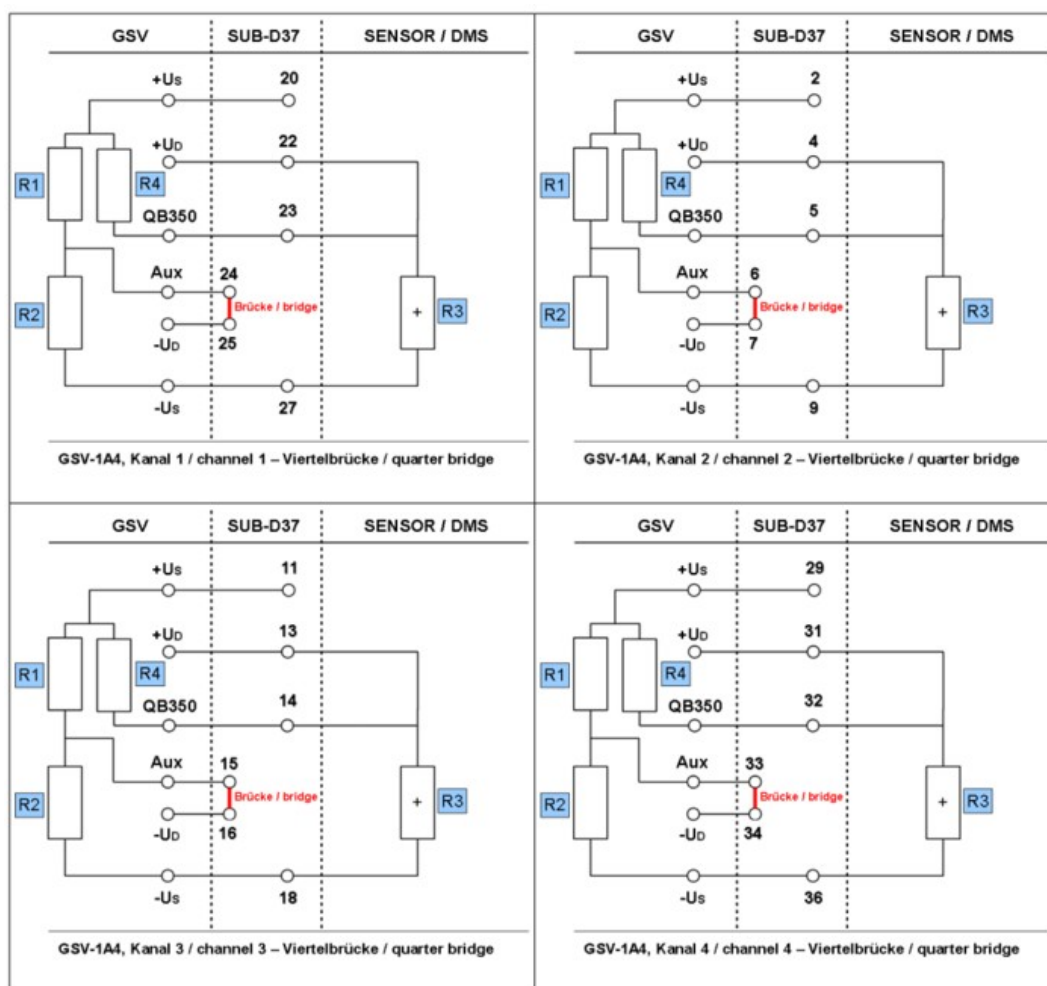 GSV SUB-D37 SENSOR / DMS
+US 20
+UD 22
R1 R4
QB350 23
Aux 24
R2 Brücke / bridge + R3
-UD 25
-US 27
GSV-1A4, Kanal 1 / channel 1 – Viertelbrücke / quarter bridge
GSV SUB-D37 SENSOR / DMS
+US 2
+UD 4
R1 R4
QB350 5
Aux 6
R2 Brücke / bridge + R3
-UD 7
-US 9
GSV-1A4, Kanal 2 / channel 2 – Viertelbrücke / quarter bridge
GSV SUB-D37 SENSOR / DMS
+US 11
+UD 13
R1 R4
QB350 14
Aux 15
R2 Brücke / bridge + R3
-UD 16
-US 18
GSV-1A4, Kanal 3 / channel 3 – Viertelbrücke / quarter bridge
GSV SUB-D37 SENSOR / DMS
+US 29
+UD 31
R1 R4
QB350 32
Aux 33
R2 Brücke / bridge + R3
-UD 34
-US 36
GSV-1A4, Kanal 4 / channel 4 – Viertelbrücke / quarter bridge